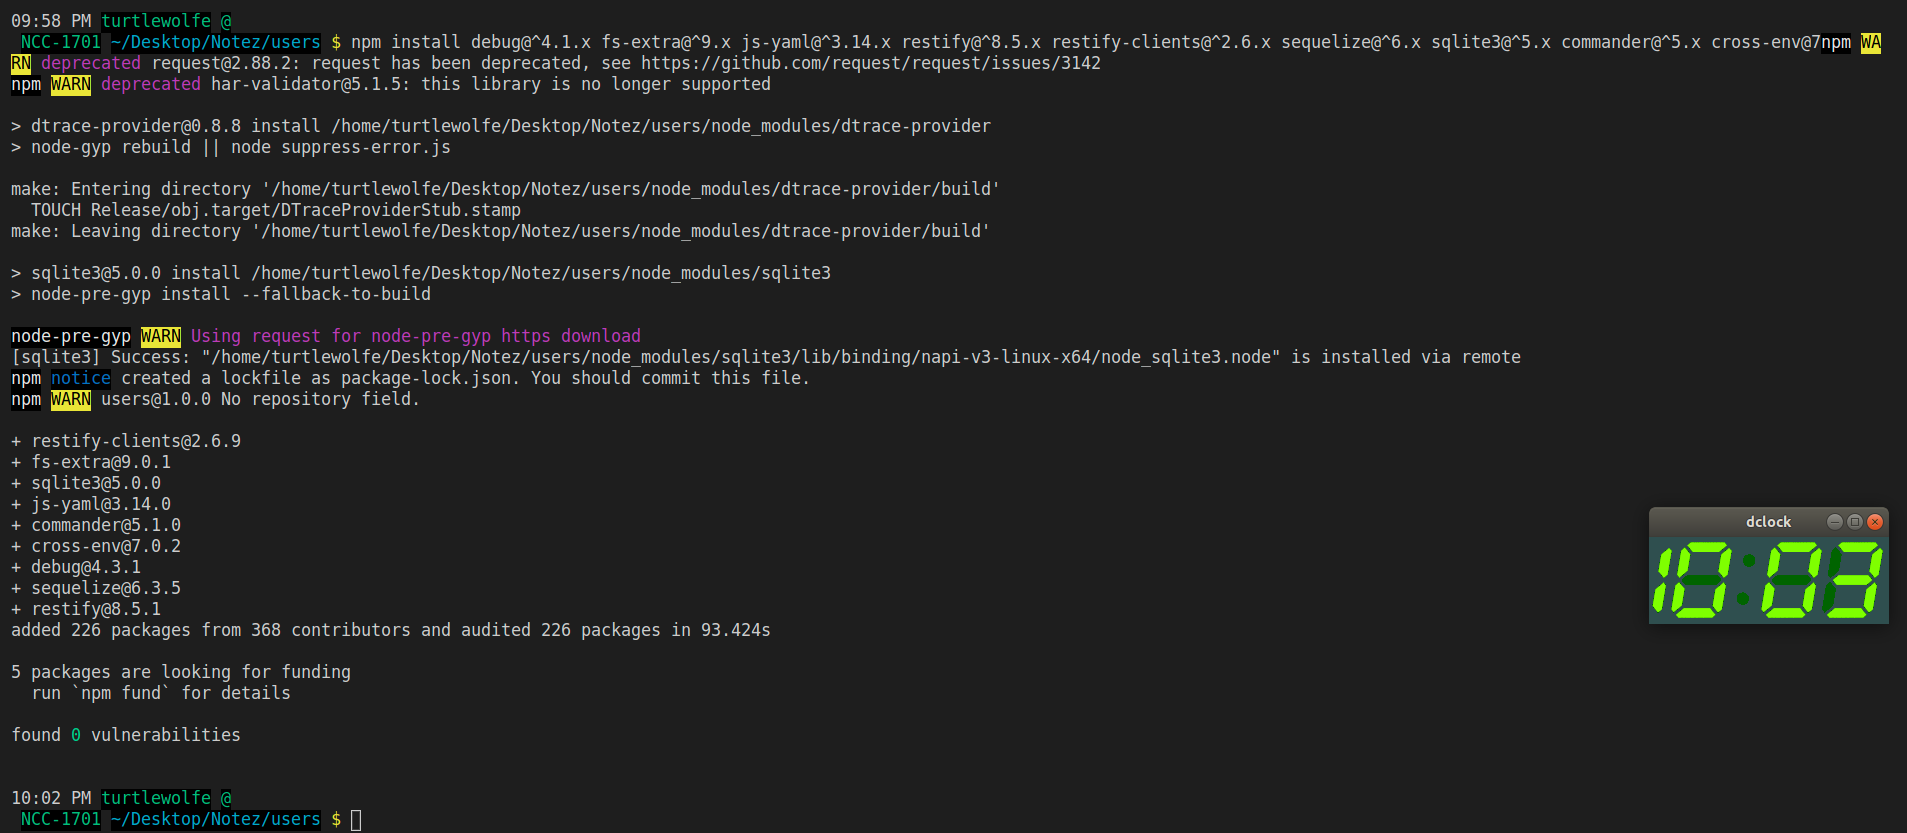 09:58 PM turtlewolfe @
NCC-1701 ~/Desktop/Notez/users $ npm install debug@^4.1.x fs-extra@^9.x js-yaml@^3.14.x restify@^8.5.x restify-clients@^2.6.x sequelize@^6.x sqlite3@^5.x commander@^5.x cross-env@7npm WA
RN deprecated request@2.88.2: request has been deprecated, see https://github.com/request/request/issues/3142
npm WARN deprecated har-validator@5.1.5: this library is no longer supported
> dtrace-provider@0.8.8 install /home/turtlewolfe/Desktop/Notez/users/node_modules/dtrace-provider
> node-gyp rebuild || node suppress-error.js
make: Entering directory '/home/turtlewolfe/Desktop/Notez/users/node_modules/dtrace-provider/build'
TOUCH Release/obj.target/DTraceProviderStub.stamp
make: Leaving directory '/home/turtlewolfe/Desktop/Notez/users/node_modules/dtrace-provider/build'
> sqlite3@5.0.0 install /home/turtlewolfe/Desktop/Notez/users/node_modules/sqlite3
> node-pre-gyp install --fallback-to-build
node-pre-gyp WARN Using request for node-pre-gyp https download
[sqlite3] Success: "/home/turtlewolfe/Desktop/Notez/users/node_modules/sqlite3/lib/binding/napi-v3-linux-x64/node_sqlite3.node" is installed via remote
npm notice created a lockfile as package-lock.json. You should commit this file.
npm WARN users@1.0.0 No repository field.
+ restify-clients@2.6.9
+ fs-extra@9.0.1
+ sqlite3@5.0.0
+ js-yaml@3.14.0
+ commander@5.1.0
+ cross-env@7.0.2
+ debug@4.3.1
+ sequelize@6.3.5
+ restify@8.5.1
added 226 packages from 368 contributors and audited 226 packages in 93.424s
5 packages are looking for funding
run `npm fund` for details
found 0 vulnerabilities
10:02 PM turtlewolfe @
NCC-1701 ~/Desktop/Notez/users $
dclock
10:03